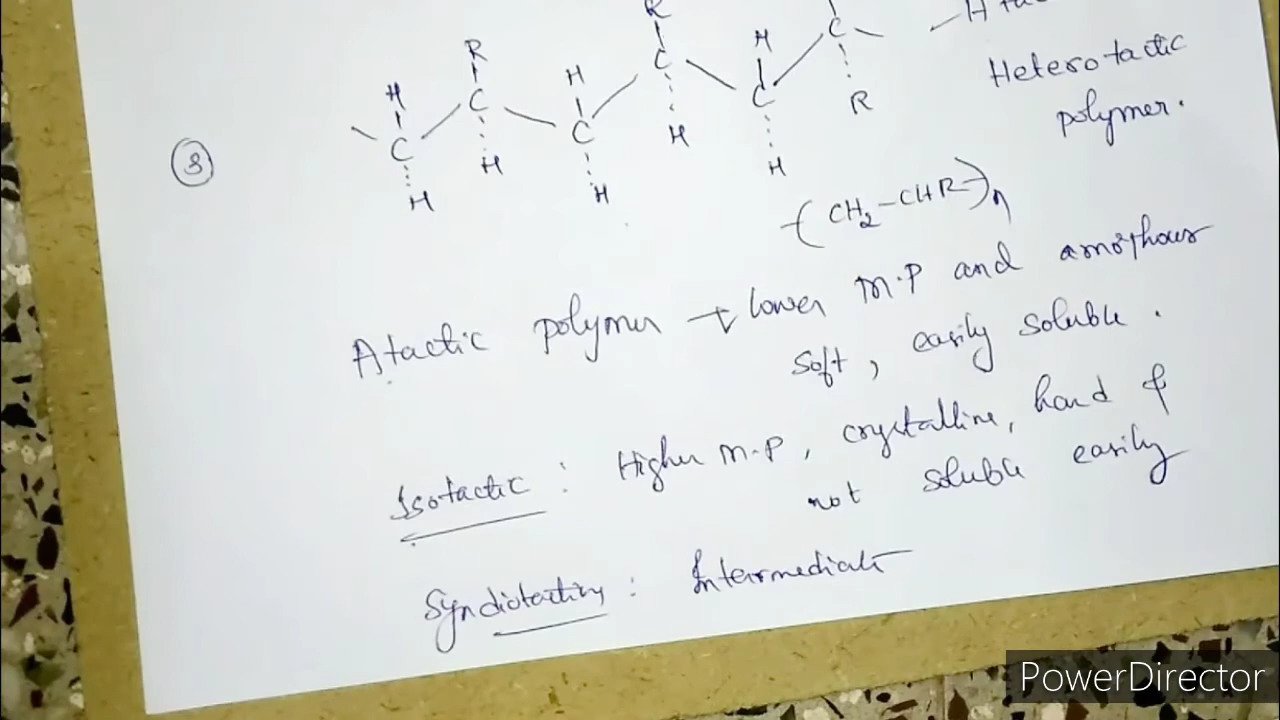 R
H R C H C
C H C C Heterotactic
C H H R polymer.
3
H H H
-( CH2 - CHR -)n
Atactic polymer → lower M.P and amorphous
soft, easily soluble.
Isotactic : Higher m.p, crystalline, hard &
not soluble easily
Syndiotactic : Intermediate
PowerDirector